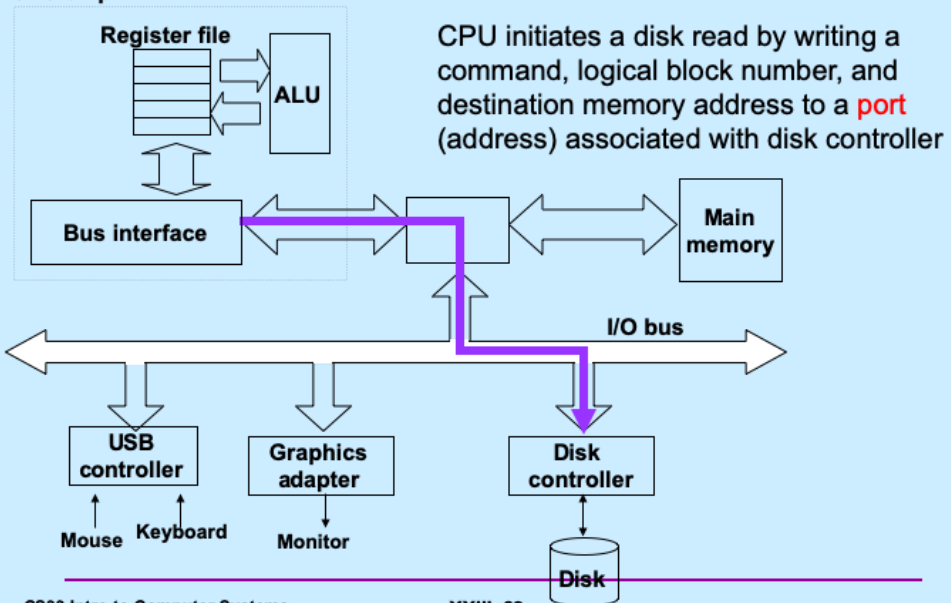 Register file
ALU
CPU initiates a disk read by writing a
command, logical block number, and
destination memory address to a port
(address) associated with disk controller
Bus interface
Main
memory
I/O bus
USB
controller
Graphics
adapter
Disk
controller
Mouse
Keyboard
Monitor
Disk